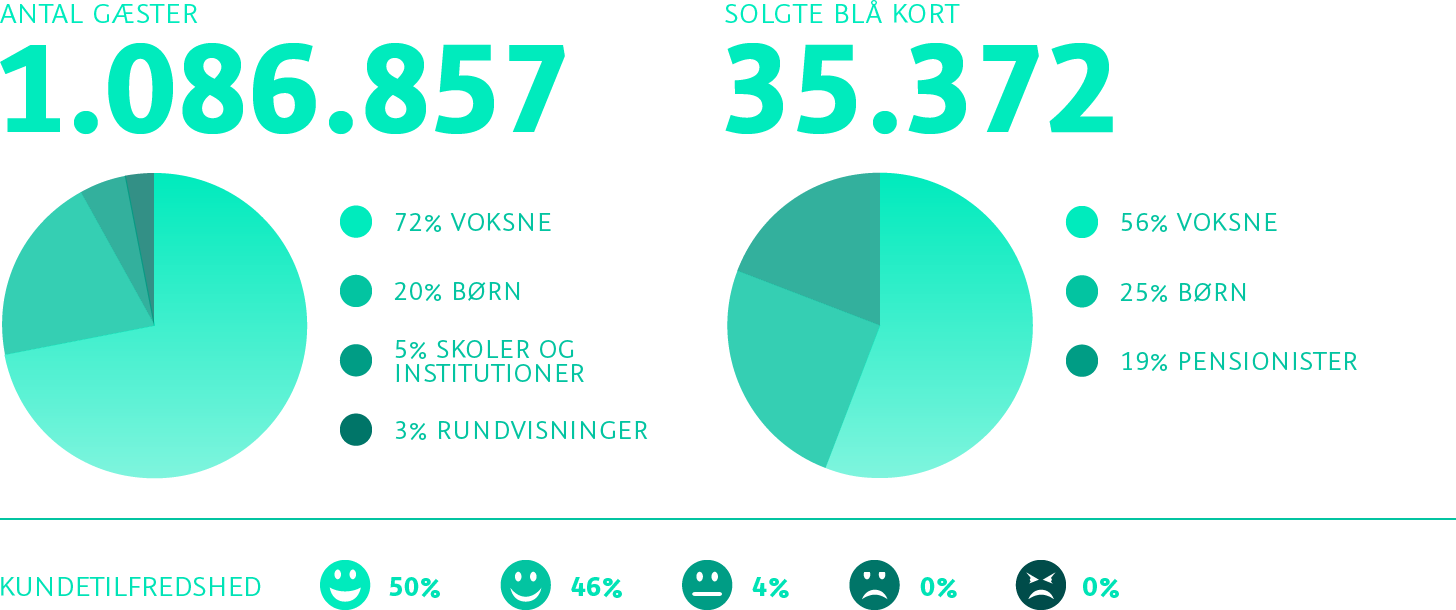 ANTAL GÆSTER
1.086.857
72% VOKSNE
20% BØRN
5% SKOLER OG
INSTITUTIONER
3% RUNDVISNINGER
SOLGTE BLÅ KORT
35.372
56% VOKSNE
25% BØRN
19% PENSIONISTER
KUNDETILFREDSHED 50% 46% 4% 0% 0%